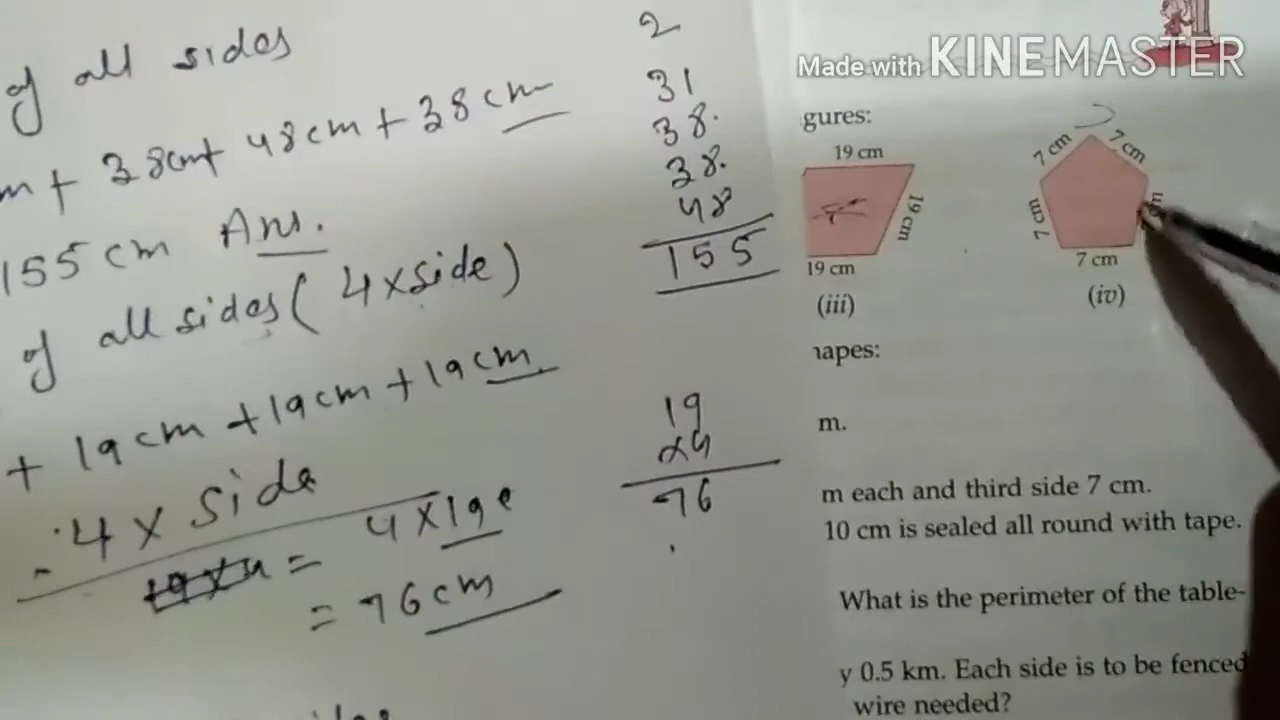 of all sides
m + 38cm + 48cm + 38cm
155 cm Ans.
of all sides ( 4×side )
+ 19cm + 19cm + 19cm
4 × side
= 4 × 19
= 76cm
2
31
38
38
48
155
19
×4
76
Made with KINEMASTER
gures:
19 cm
19 cm
19 cm
(iii)
7 cm
7 cm
7 cm
7 cm
(iv)
apes:
m.
m each and third side 7 cm.
10 cm is sealed all round with tape.
What is the perimeter of the table-
y 0.5 km. Each side is to be fenced
wire needed?